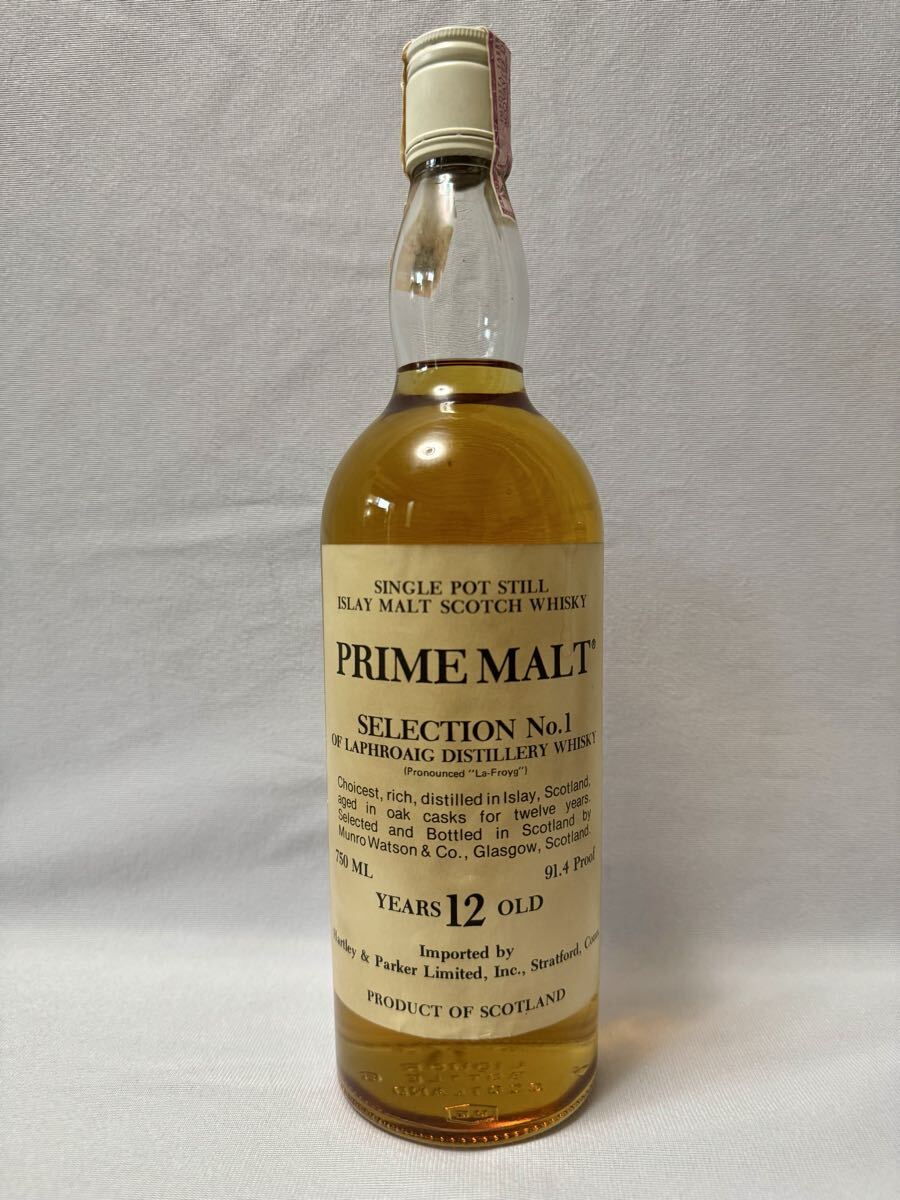 SINGLE POT STILL
ISLAY MALT SCOTCH WHISKY
PRIME MALT®
SELECTION No.1
OF LAPHROAIG DISTILLERY WHISKY
(Pronounced "La-Froyg")
Choicest, rich, distilled in Islay, Scotland,
aged in oak casks for twelve years.
Selected and Bottled in Scotland by
Munro Watson & Co., Glasgow, Scotland.
750 ML 91.4 Proof
YEARS 12 OLD
Imported by
Hartley & Parker Limited, Inc., Stratford, Conn.
PRODUCT OF SCOTLAND